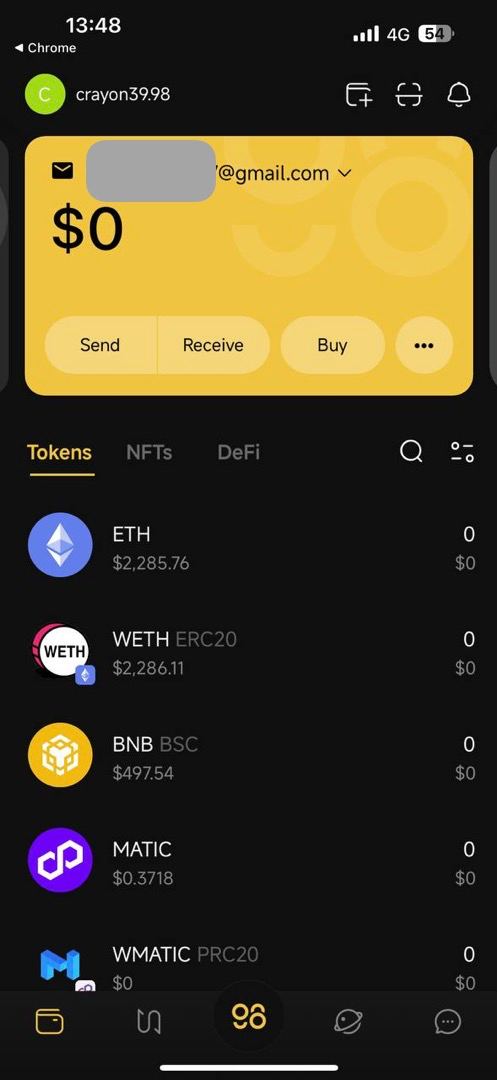 13:48
4G 54
◀ Chrome
C crayon39.98
@gmail.com
$0
Send Receive Buy
Tokens NFTs DeFi
ETH 0
$2,285.76 $0
WETH
WETH ERC20 0
$2,286.11 $0
BNB BSC 0
$497.54 $0
MATIC 0
$0.3718 $0
WMATIC PRC20 0
$0 $0
98